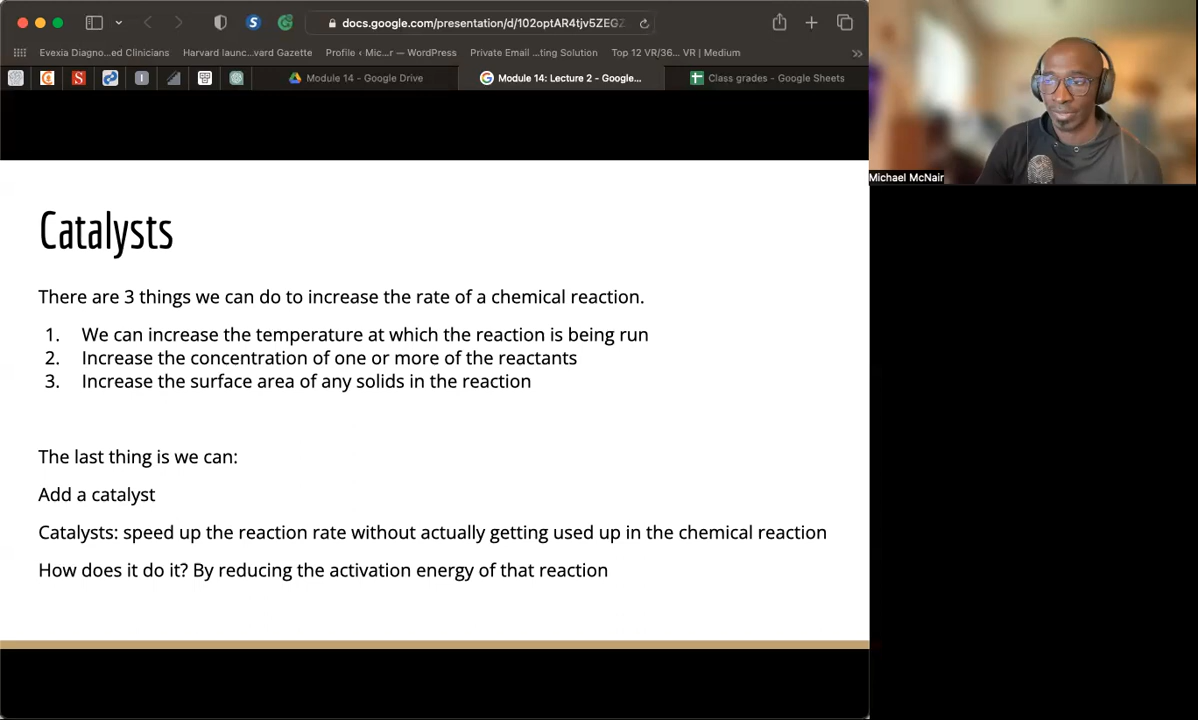 docs.google.com/presentation/d/102optAR4tjv5ZEGZ
Evexia Diagno...ed Clinicians Harvard launc...vard Gazette Profile ‹ Mic...r — WordPress Private Email ...ting Solution Top 12 VR/36... VR | Medium
Module 14 - Google Drive Module 14: Lecture 2 - Google... Class grades - Google Sheets
Michael McNair
Catalysts
There are 3 things we can do to increase the rate of a chemical reaction.
1. We can increase the temperature at which the reaction is being run
2. Increase the concentration of one or more of the reactants
3. Increase the surface area of any solids in the reaction
The last thing is we can:
Add a catalyst
Catalysts: speed up the reaction rate without actually getting used up in the chemical reaction
How does it do it? By reducing the activation energy of that reaction